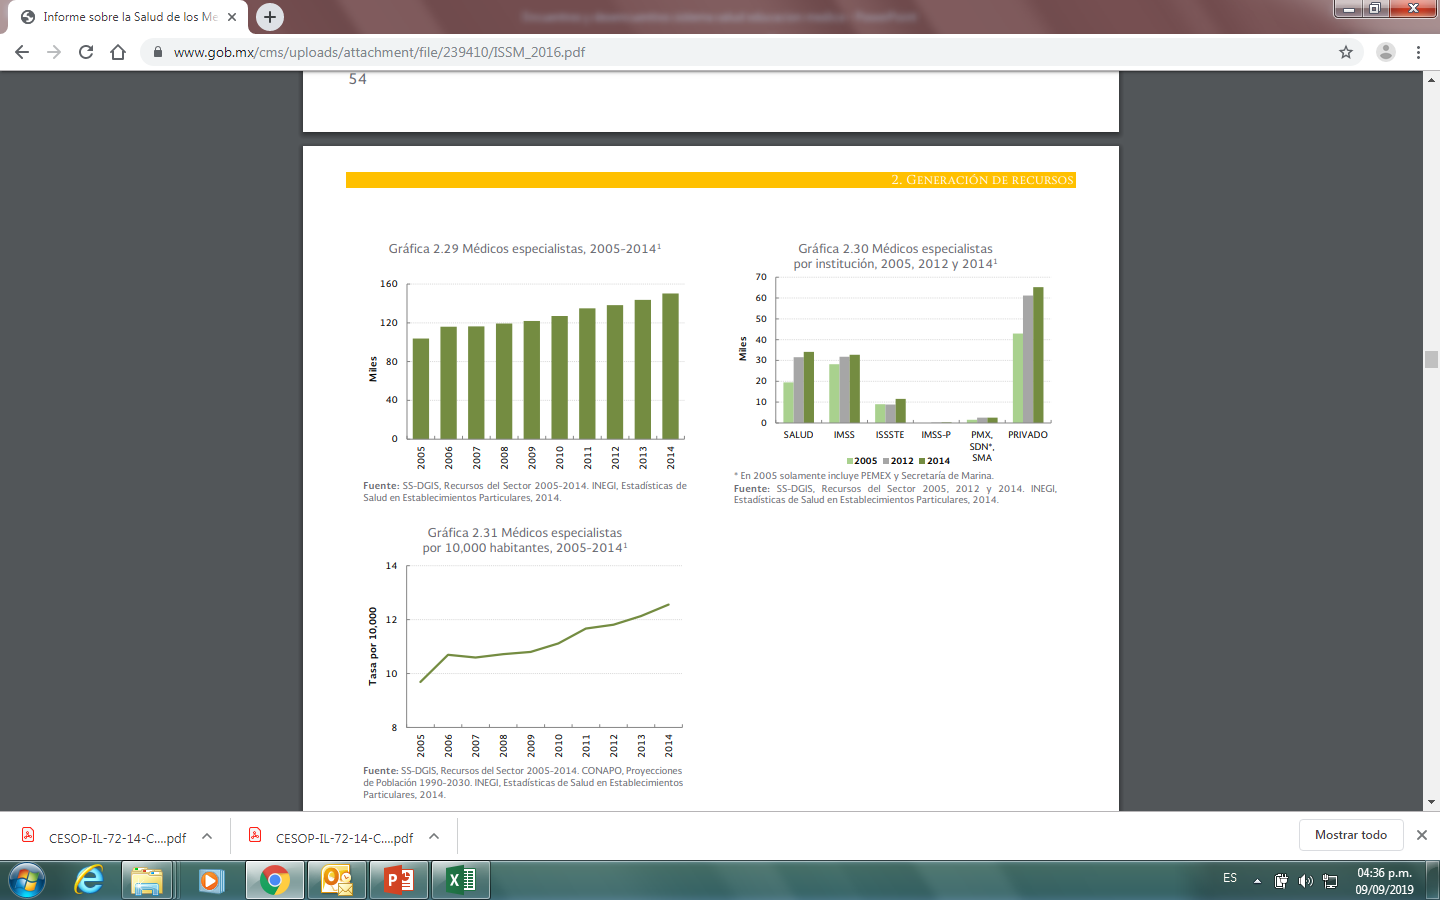 Informe sobre la Salud de los Me
www.gob.mx/cms/uploads/attachment/file/239410/ISSM_2016.pdf
54
2. Generación de recursos
Gráfica 2.29 Médicos especialistas, 2005-2014¹
Miles
160
120
80
40
0
2005
2006
2007
2008
2009
2010
2011
2012
2013
2014
Fuente: SS-DGIS, Recursos del Sector 2005-2014. INEGI, Estadísticas de
Salud en Establecimientos Particulares, 2014.
Gráfica 2.30 Médicos especialistas
por institución, 2005, 2012 y 2014¹
Miles
70
60
50
40
30
20
10
0
SALUD
IMSS
ISSSTE
IMSS-P
PMX,
SDN*,
SMA
PRIVADO
2005 2012 2014
* En 2005 solamente incluye PEMEX y Secretaría de Marina.
Fuente: SS-DGIS, Recursos del Sector 2005, 2012 y 2014. INEGI,
Estadísticas de Salud en Establecimientos Particulares, 2014.
Gráfica 2.31 Médicos especialistas
por 10,000 habitantes, 2005-2014¹
Tasa por 10,000
14
12
10
8
2005
2006
2007
2008
2009
2010
2011
2012
2013
2014
Fuente: SS-DGIS, Recursos del Sector 2005-2014. CONAPO, Proyecciones
de Población 1990-2030. INEGI, Estadísticas de Salud en Establecimientos
Particulares, 2014.
CESOP-IL-72-14-C....pdf
CESOP-IL-72-14-C....pdf
Mostrar todo
ES
04:36 p.m.
09/09/2019